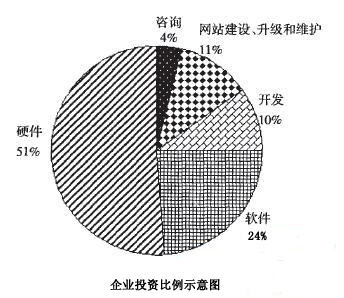 咨询
4%
网站建设、升级和维护
11%
开发
10%
硬件
51%
软件
24%
企业投资比例示意图